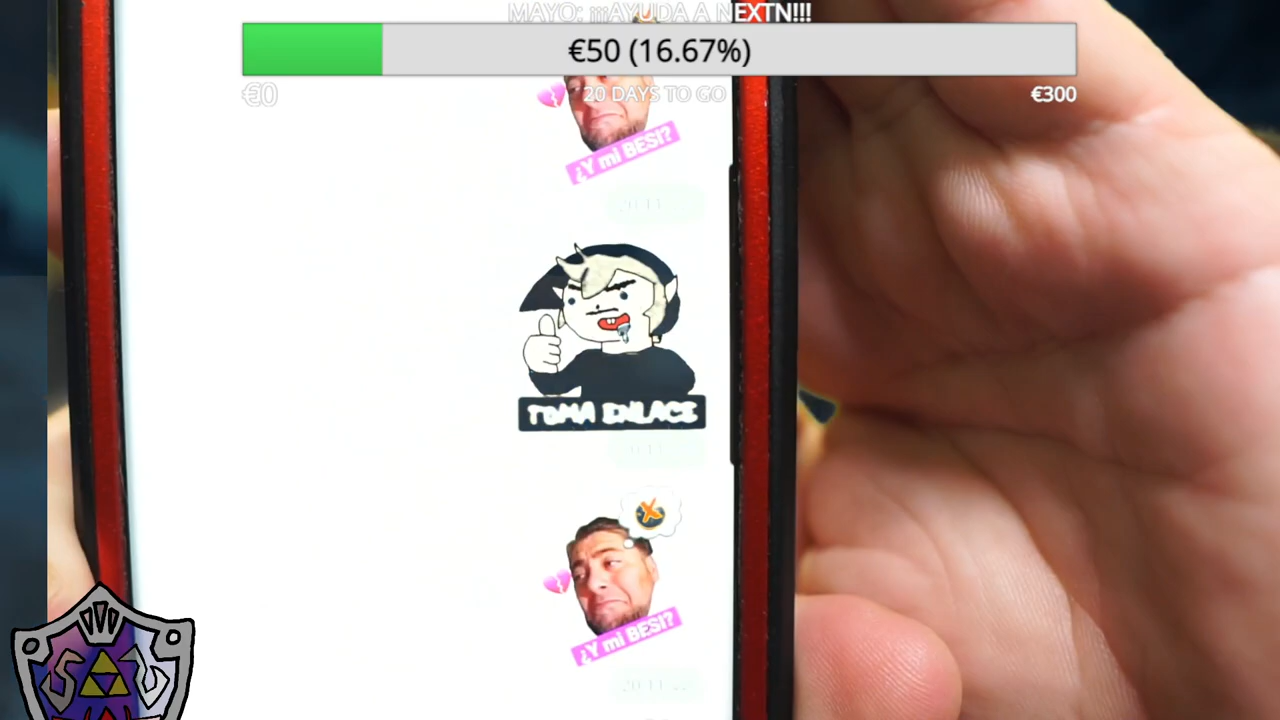 MAYO: ¡¡¡AYUDA A NEXTN!!!
€50 (16.67%)
€0
20 DAYS TO GO
€300
¿Y mi BESI?
TOMA ENLACE
¿Y mi BESI?